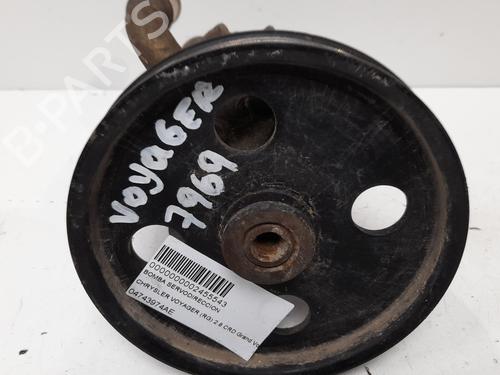 B-PARTS
VOYAGER
7969
0000000002455543
BOMBA SERVODIRECCION
CHRYSLER VOYAGER (RG) 2.8 CRD Grand Vo
04743974AE